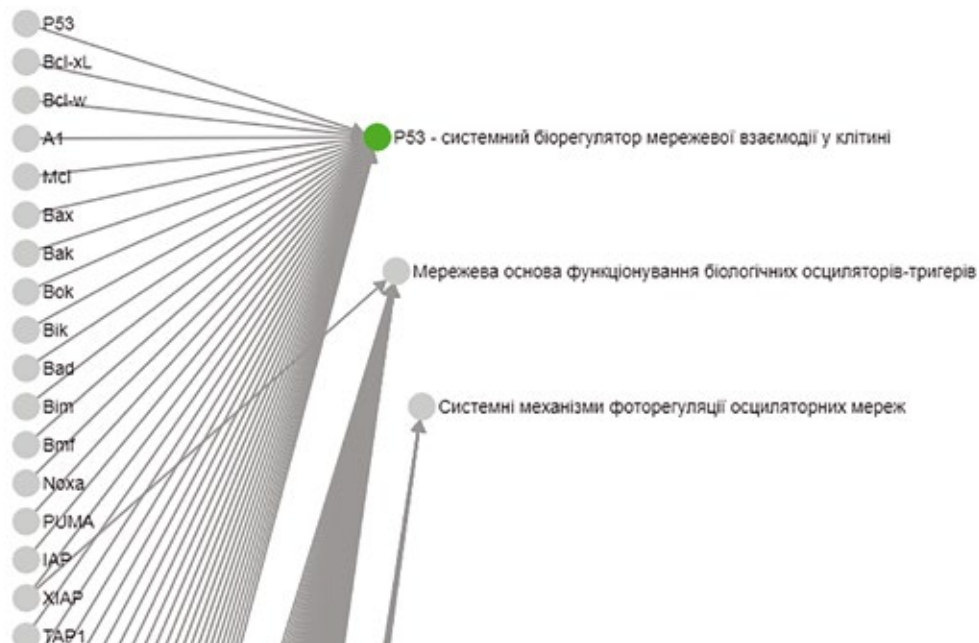 P53
Bcl-xL
Bcl-w
A1
Mcl
Bax
Bak
Bok
Bik
Bad
Bim
Bmf
Noxa
PUMA
IAP
XIAP
TAP1
P53 - системний біорегулятор мережевої взаємодії у клітині
Мережева основа функціонування біологічних осциляторів-тригерів
Системні механізми фоторегуляції осциляторних мереж